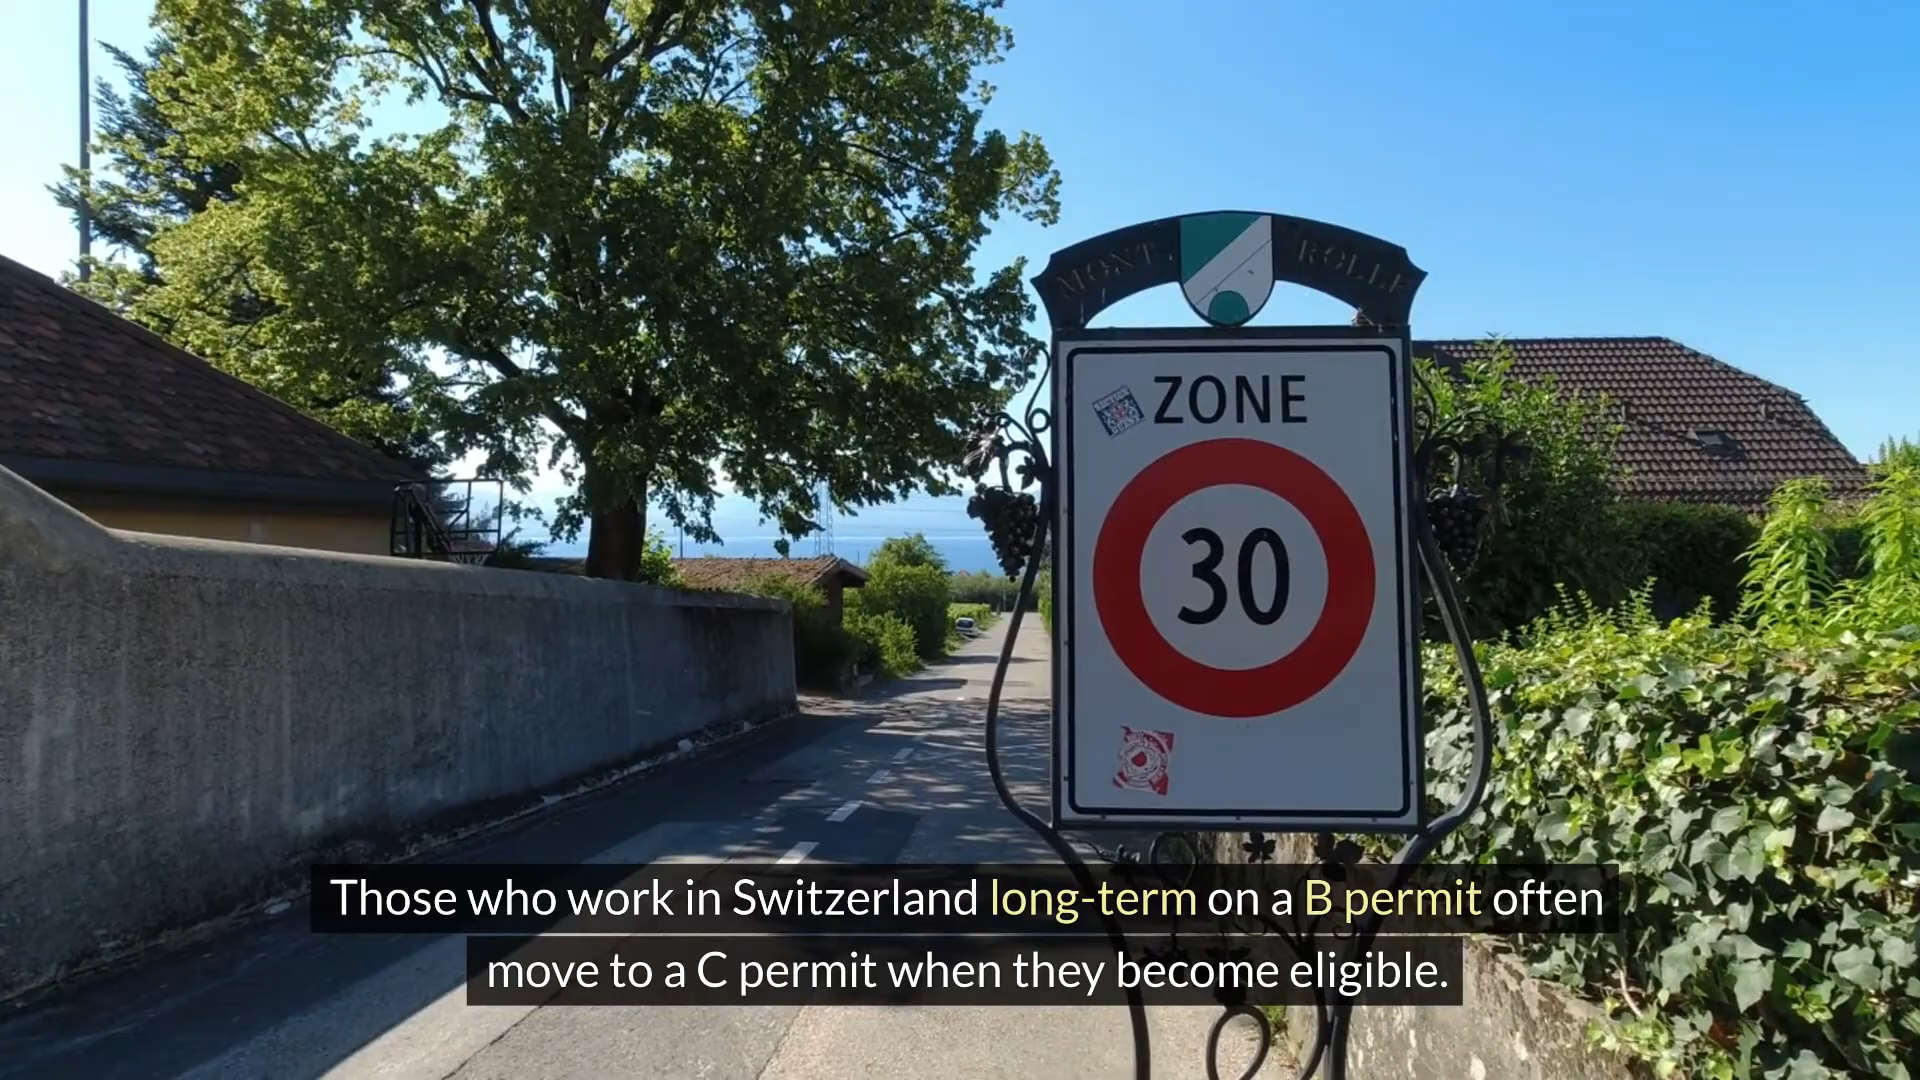 MONT ROLLE
ZONE
30
Those who work in Switzerland long-term on a B permit often
move to a C permit when they become eligible.